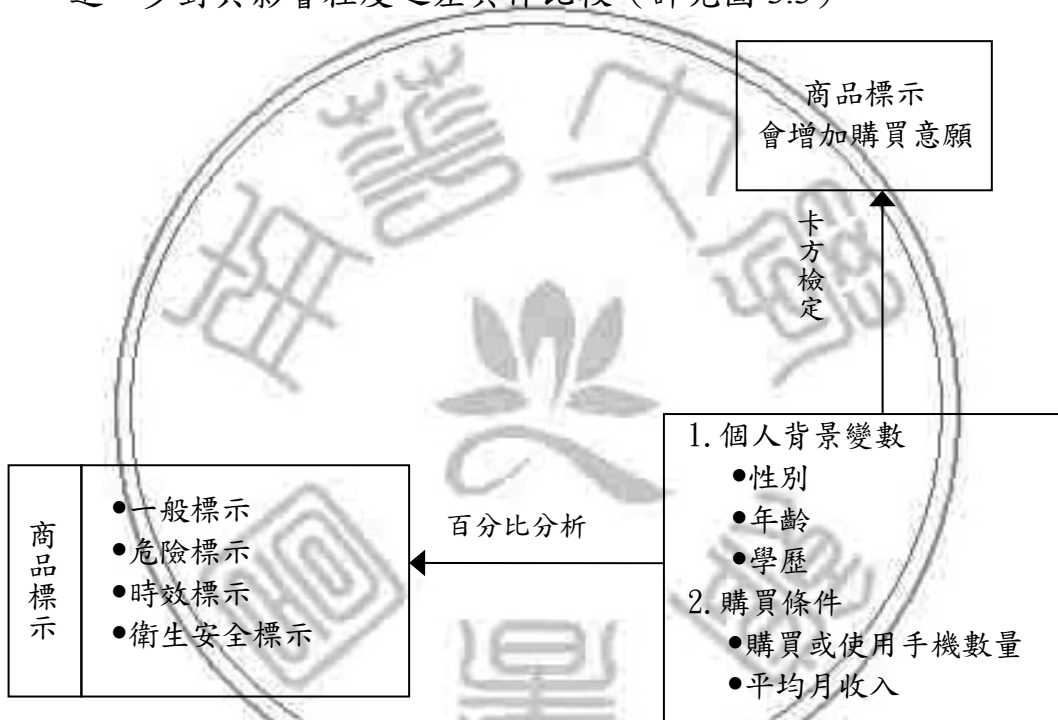 進一步對其影響程度之差異作比較（詳見圖 3.3）
商品標示
會增加購買意願
卡方檢定
1. 個人背景變數
●性別
●年齡
●學歷
2. 購買條件
●購買或使用手機數量
●平均月收入
百分比分析
商品標示
●一般標示
●危險標示
●時效標示
●衛生安全標示